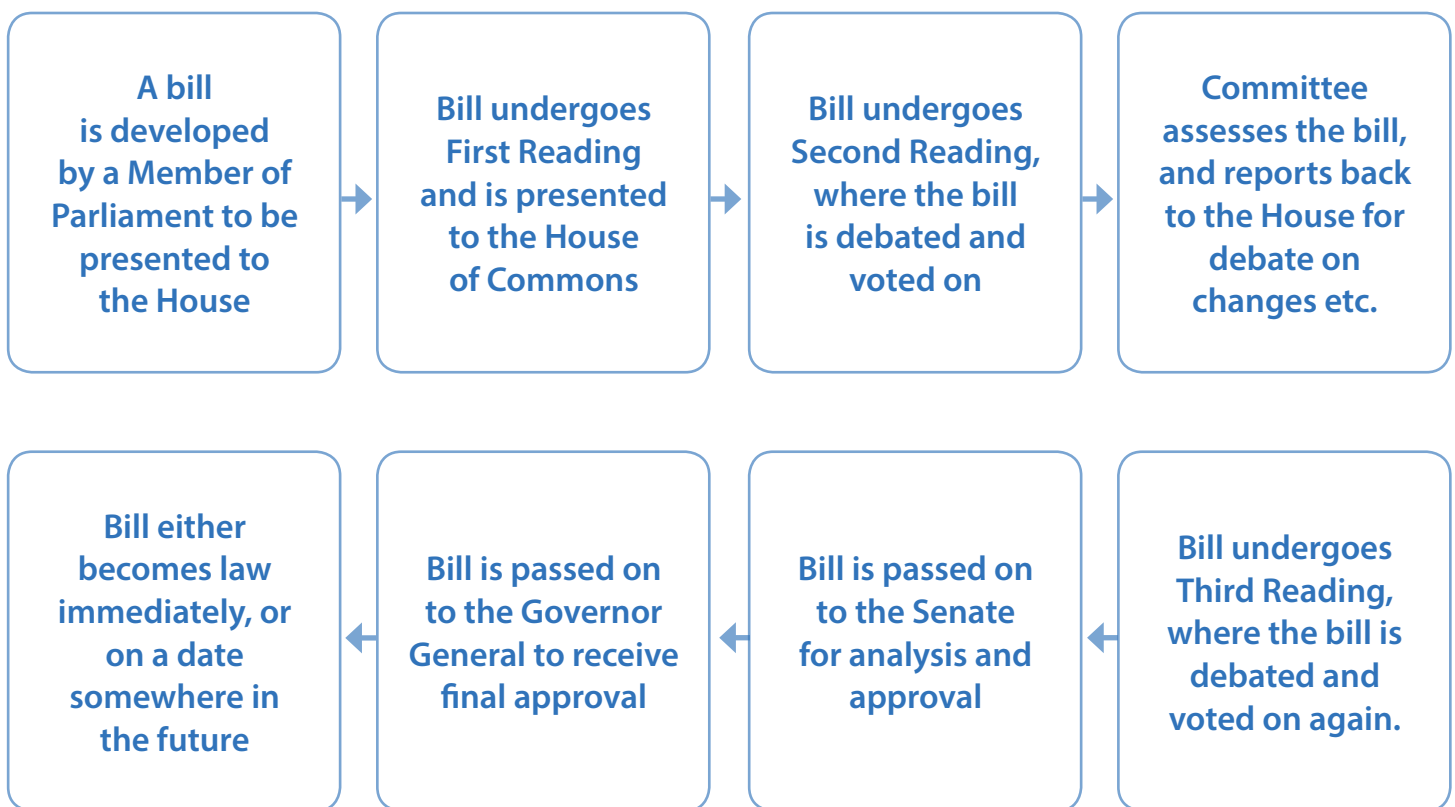 A bill
is developed
by a Member of
Parliament to be
presented to
the House
Bill undergoes
First Reading
and is presented
to the House
of Commons
Bill undergoes
Second Reading,
where the bill
is debated and
voted on
Committee
assesses the bill,
and reports back
to the House for
debate on
changes etc.
Bill undergoes
Third Reading,
where the bill is
debated and
voted on again.
Bill is passed on
to the Senate
for analysis and
approval
Bill is passed on
to the Governor
General to receive
final approval
Bill either
becomes law
immediately, or
on a date
somewhere in
the future